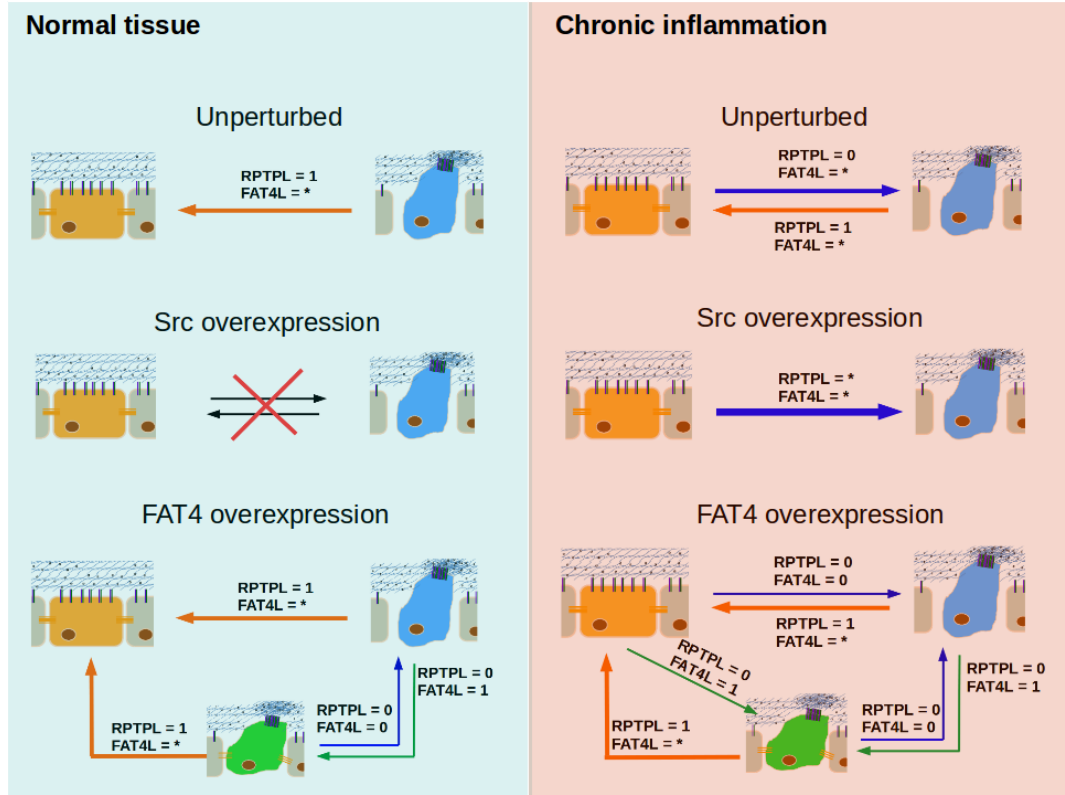 Normal tissue
Unperturbed
RPTPL = 1
FAT4L = *
Src overexpression
FAT4 overexpression
RPTPL = 1
FAT4L = *
RPTPL = 0
FAT4L = 1
RPTPL = 1
FAT4L = *
RPTPL = 0
FAT4L = 0
Chronic inflammation
Unperturbed
RPTPL = 0
FAT4L = *
RPTPL = 1
FAT4L = *
Src overexpression
RPTPL = *
FAT4L = *
FAT4 overexpression
RPTPL = 0
FAT4L = 0
RPTPL = 1
FAT4L = *
RPTPL = 0
FAT4L = 1
RPTPL = 0
FAT4L = 1
RPTPL = 1
FAT4L = *
RPTPL = 0
FAT4L = 0